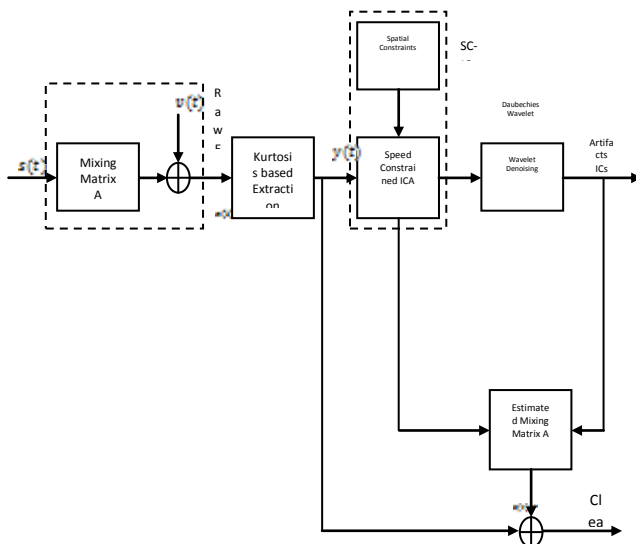 Spatial
Constraints
SC-
υ(t)
R
a
w
Daubechies
Wavelet
s(t)
Mixing
Matrix
A
Kurtosi
s based
Extracti
on
y(t)
Speed
Constrai
ned ICA
Wavelet
Denoising
Artifa
cts
ICs
Estimate
d Mixing
Matrix A
Cl
ea